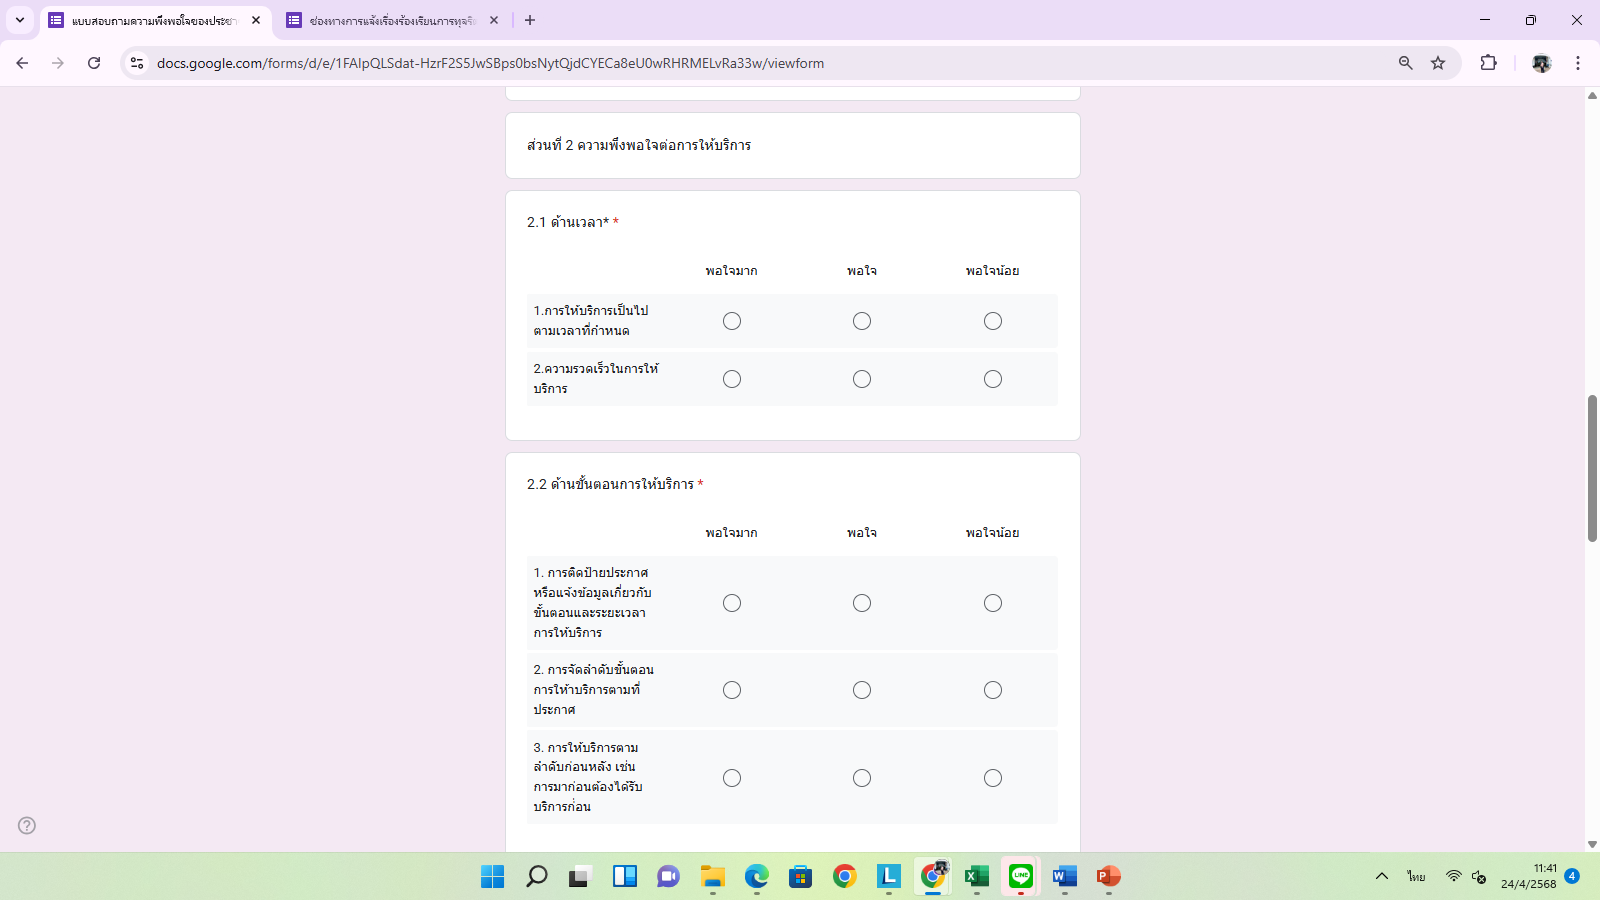 แบบสอบถามความพึงพอใจของประชา
ช่องทางการแจ้งเรื่องร้องเรียนการทุจริต
docs.google.com/forms/d/e/1FAIpQLSdat-HzrF2S5JwSBps0bsNytQjdCYECa8eU0wRHRMELvRa33w/viewform
ส่วนที่ 2 ความพึงพอใจต่อการให้บริการ
2.1 ด้านเวลา* *
พอใจมาก พอใจ พอใจน้อย
1.การให้บริการเป็นไป
ตามเวลาที่กำหนด
2.ความรวดเร็วในการให้
บริการ
2.2 ด้านขั้นตอนการให้บริการ *
พอใจมาก พอใจ พอใจน้อย
1. การติดป้ายประกาศ
หรือแจ้งข้อมูลเกี่ยวกับ
ขั้นตอนและระยะเวลา
การให้บริการ
2. การจัดลำดับขั้นตอน
การให้าบริการตามที่
ประกาศ
3. การให้บริการตาม
ลำดับก่อนหลัง เช่น
การมาก่อนต้องได้รับ
บริการก่อน
ไทย
11:41
24/4/2568
4